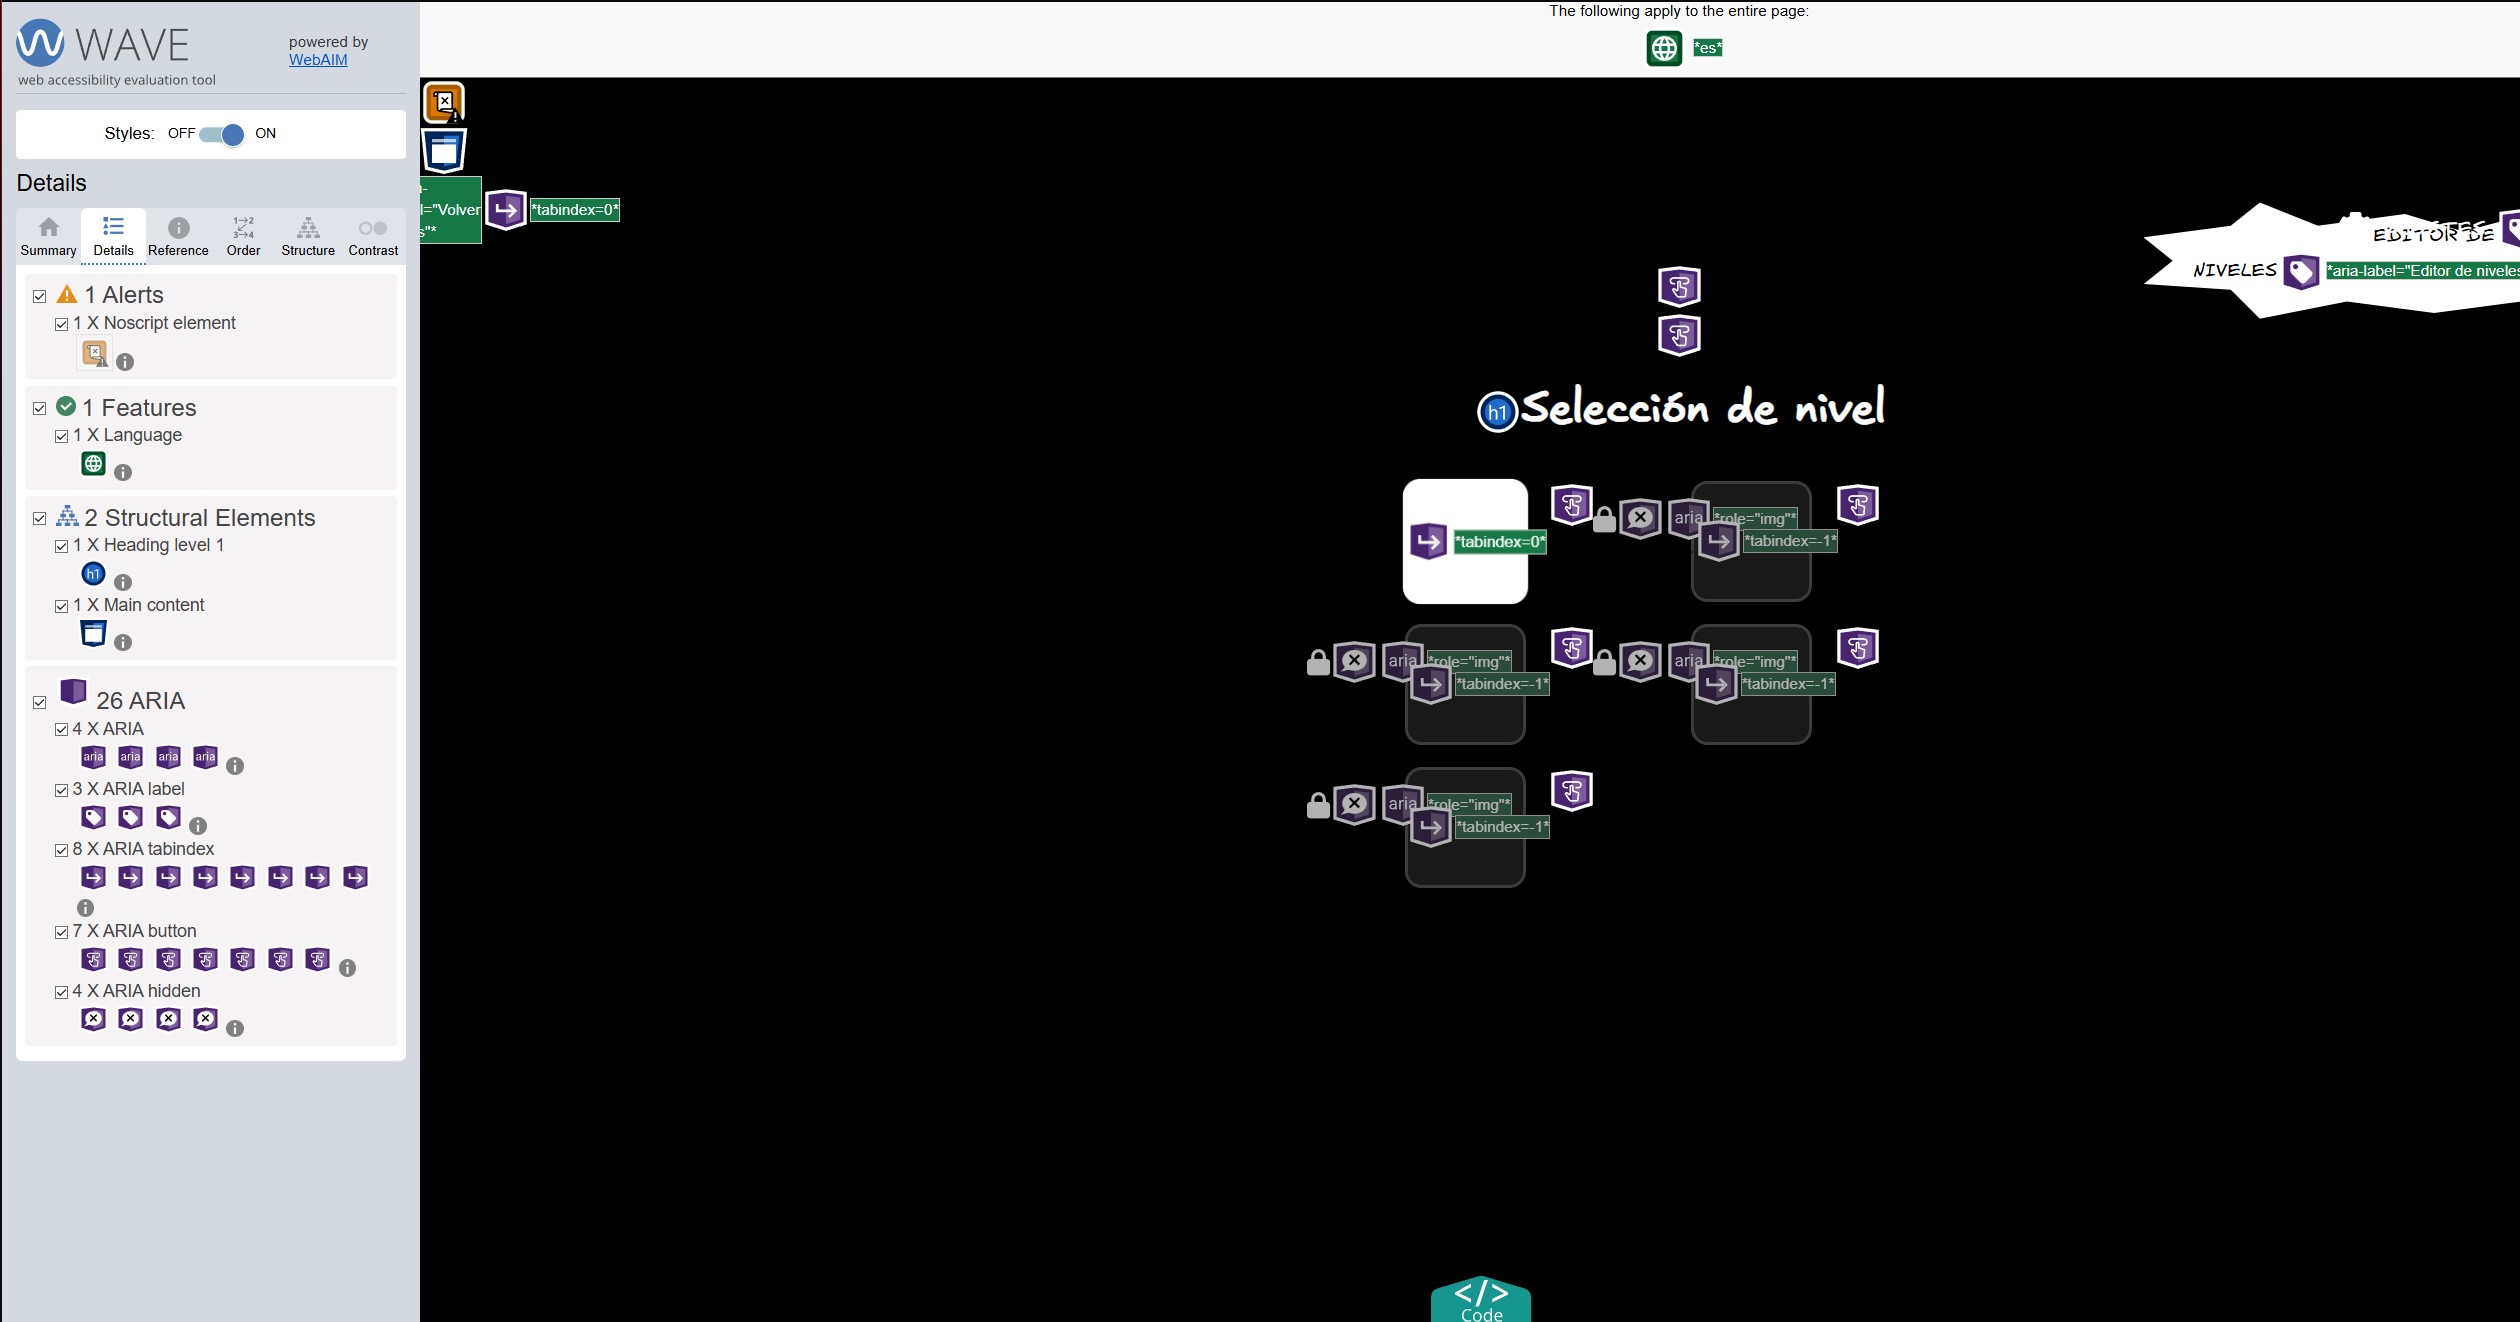 WAVE
powered by
WebAIM
web accessibility evaluation tool
Styles: OFF ON
Details
Summary Details Reference Order Structure Contrast
1 Alerts
1 X Noscript element
1 Features
1 X Language
2 Structural Elements
1 X Heading level 1
h1
1 X Main content
26 ARIA
4 X ARIA
aria aria aria aria
3 X ARIA label
8 X ARIA tabindex
7 X ARIA button
4 X ARIA hidden
The following apply to the entire page:
*es*
l="Volver
s"*
*tabindex=0*
EDITOR DE
NIVELES *aria-label="Editor de niveles
h1 Selección de nivel
*tabindex=0*
aria *role="img"*
*tabindex=-1*
aria *role="img"* aria *role="img"*
*tabindex=-1* *tabindex=-1*
aria *role="img"*
*tabindex=-1*
</> 
Code